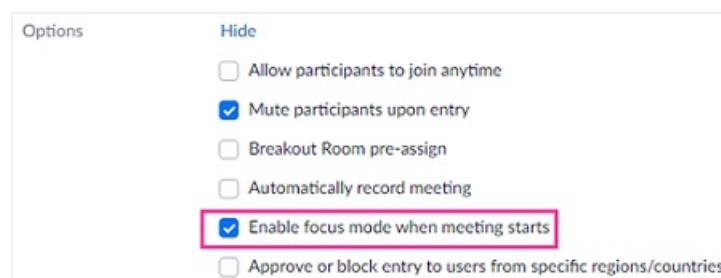 Options
Hide
Allow participants to join anytime
Mute participants upon entry
Breakout Room pre-assign
Automatically record meeting
Enable focus mode when meeting starts
Approve or block entry to users from specific regions/countries